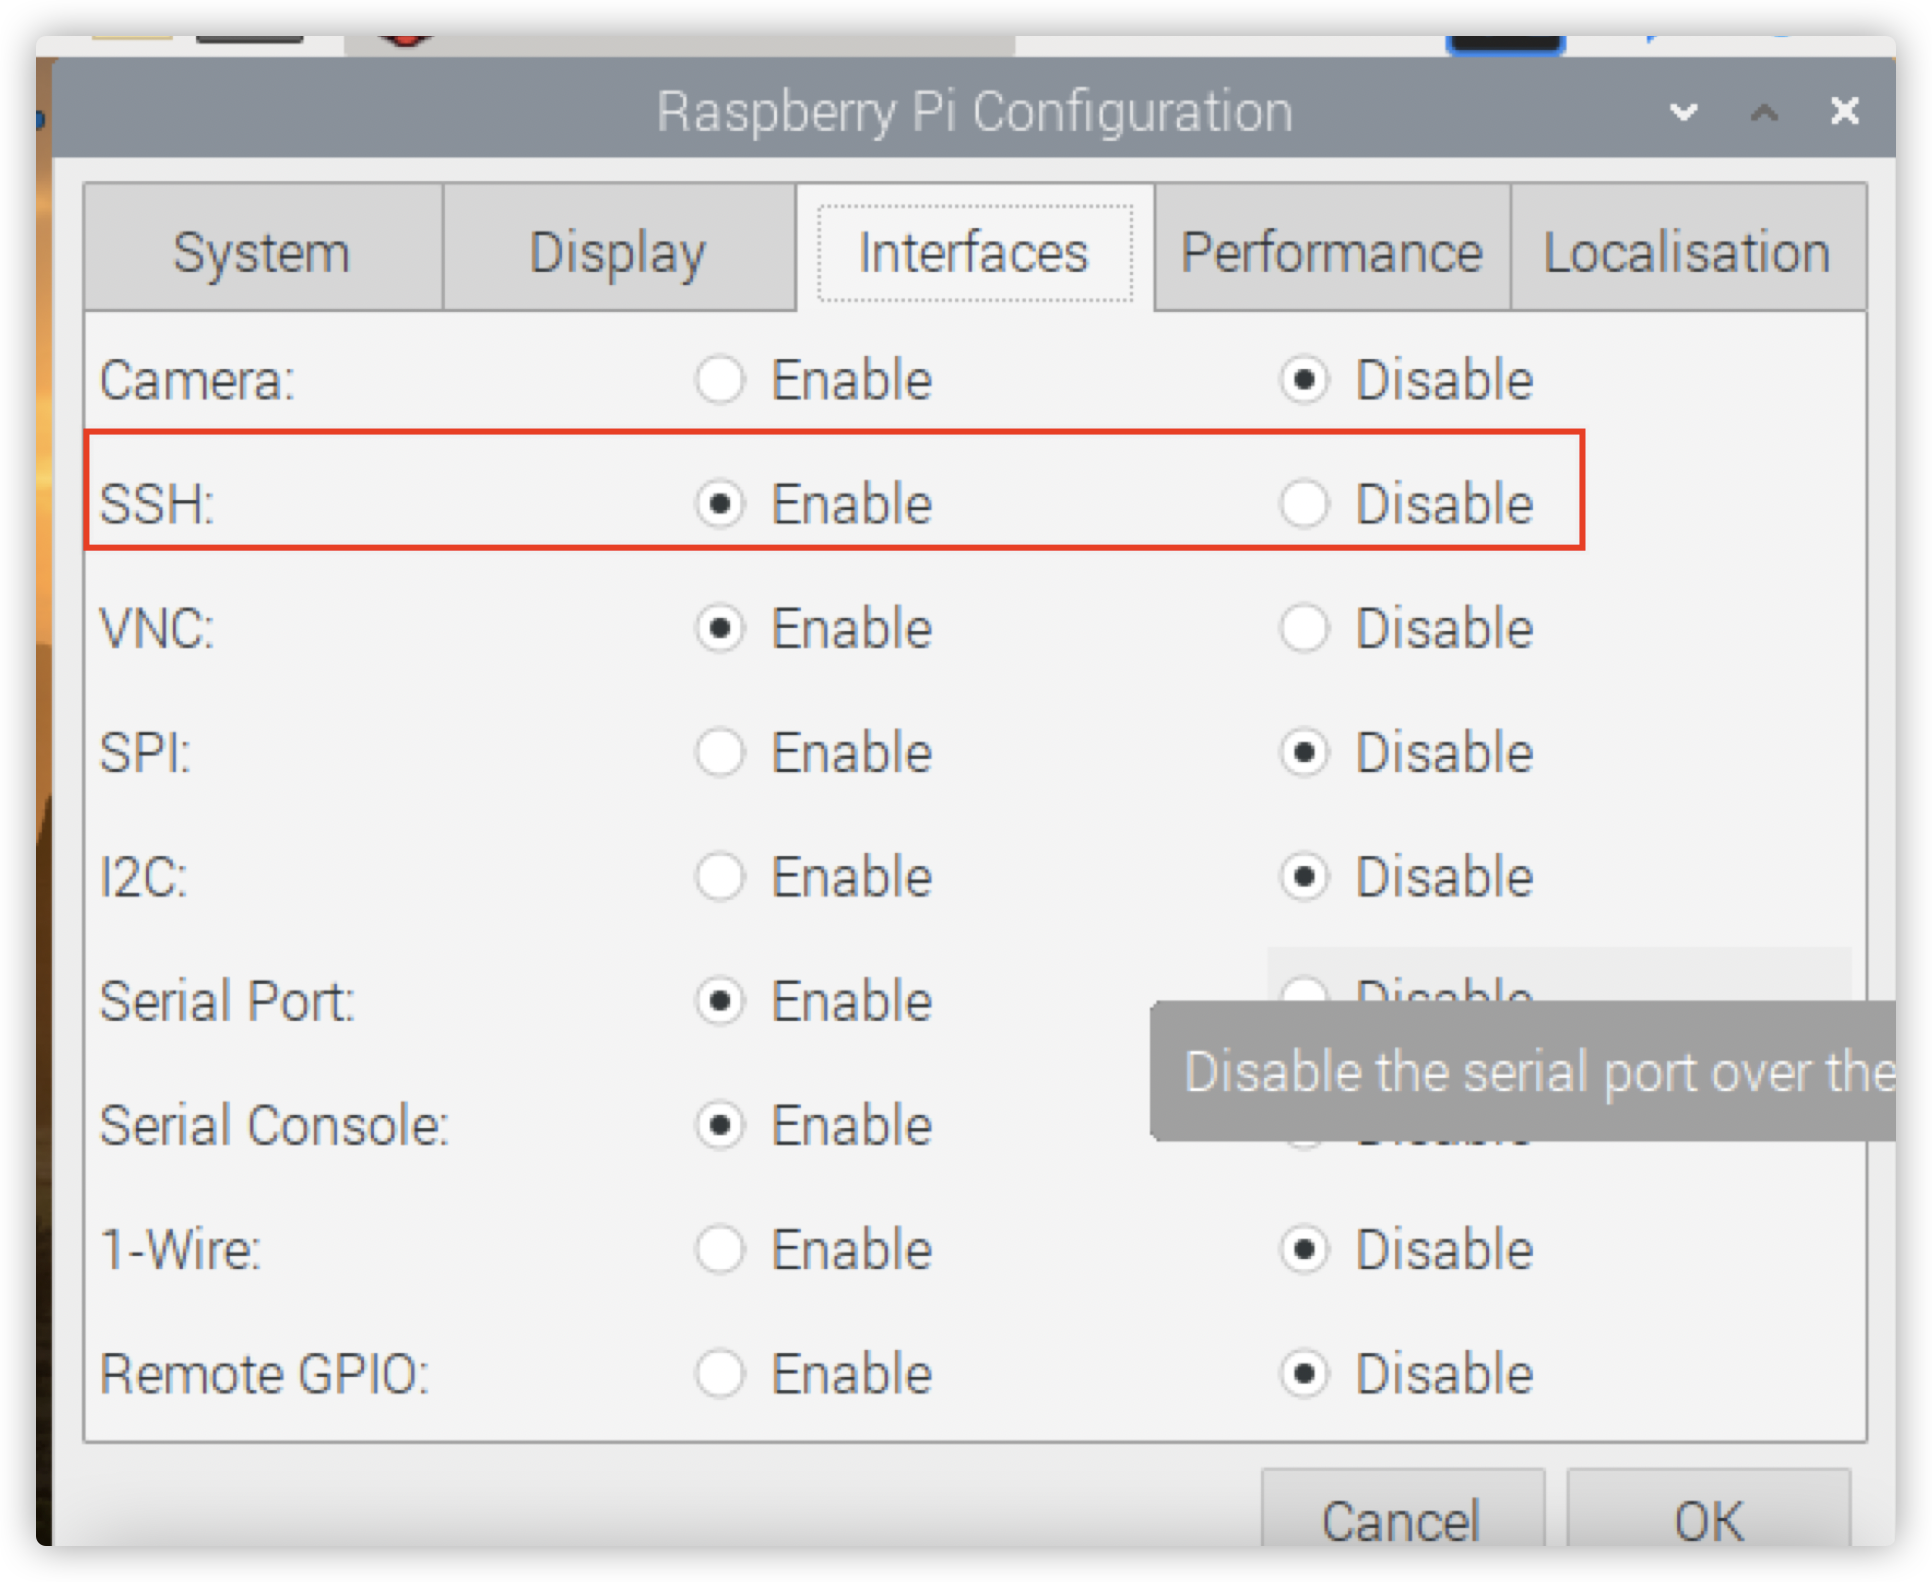 Raspberry Pi Configuration
System Display Interfaces Performance Localisation
Camera: Enable Disable
SSH: Enable Disable
VNC: Enable Disable
SPI: Enable Disable
I2C: Enable Disable
Serial Port: Enable Disable
Disable the serial port over the
Serial Console: Enable Disable
1-Wire: Enable Disable
Remote GPIO: Enable Disable
Cancel OK